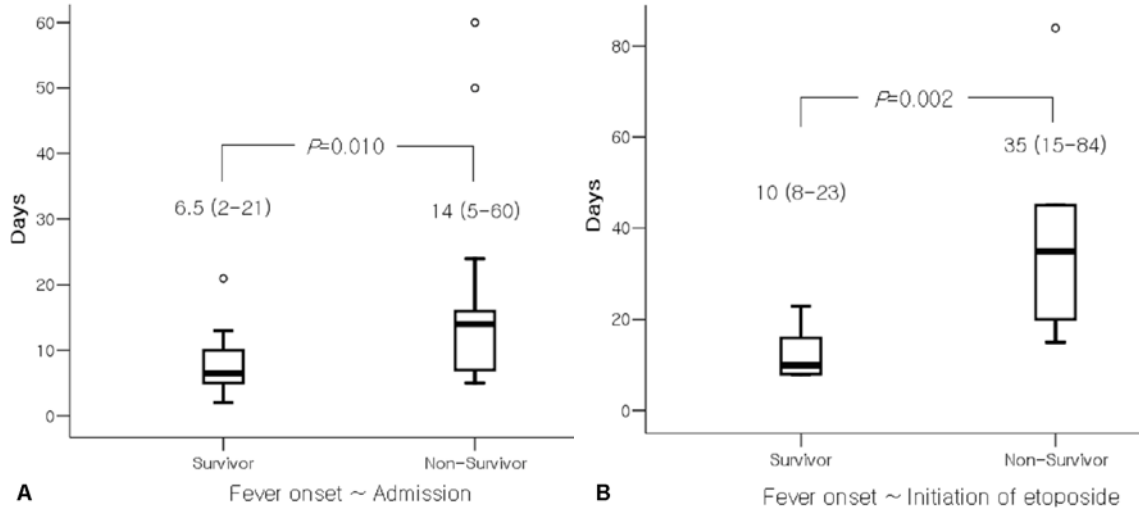 60
50
40
30
20
10
0
Days
P=0.010
6.5 (2-21)
14 (5-60)
Survivor
Non-Survivor
A
Fever onset ~ Admission
80
60
40
20
0
Days
P=0.002
35 (15-84)
10 (8-23)
Survivor
Non-Survivor
B
Fever onset ~ Initiation of etoposide